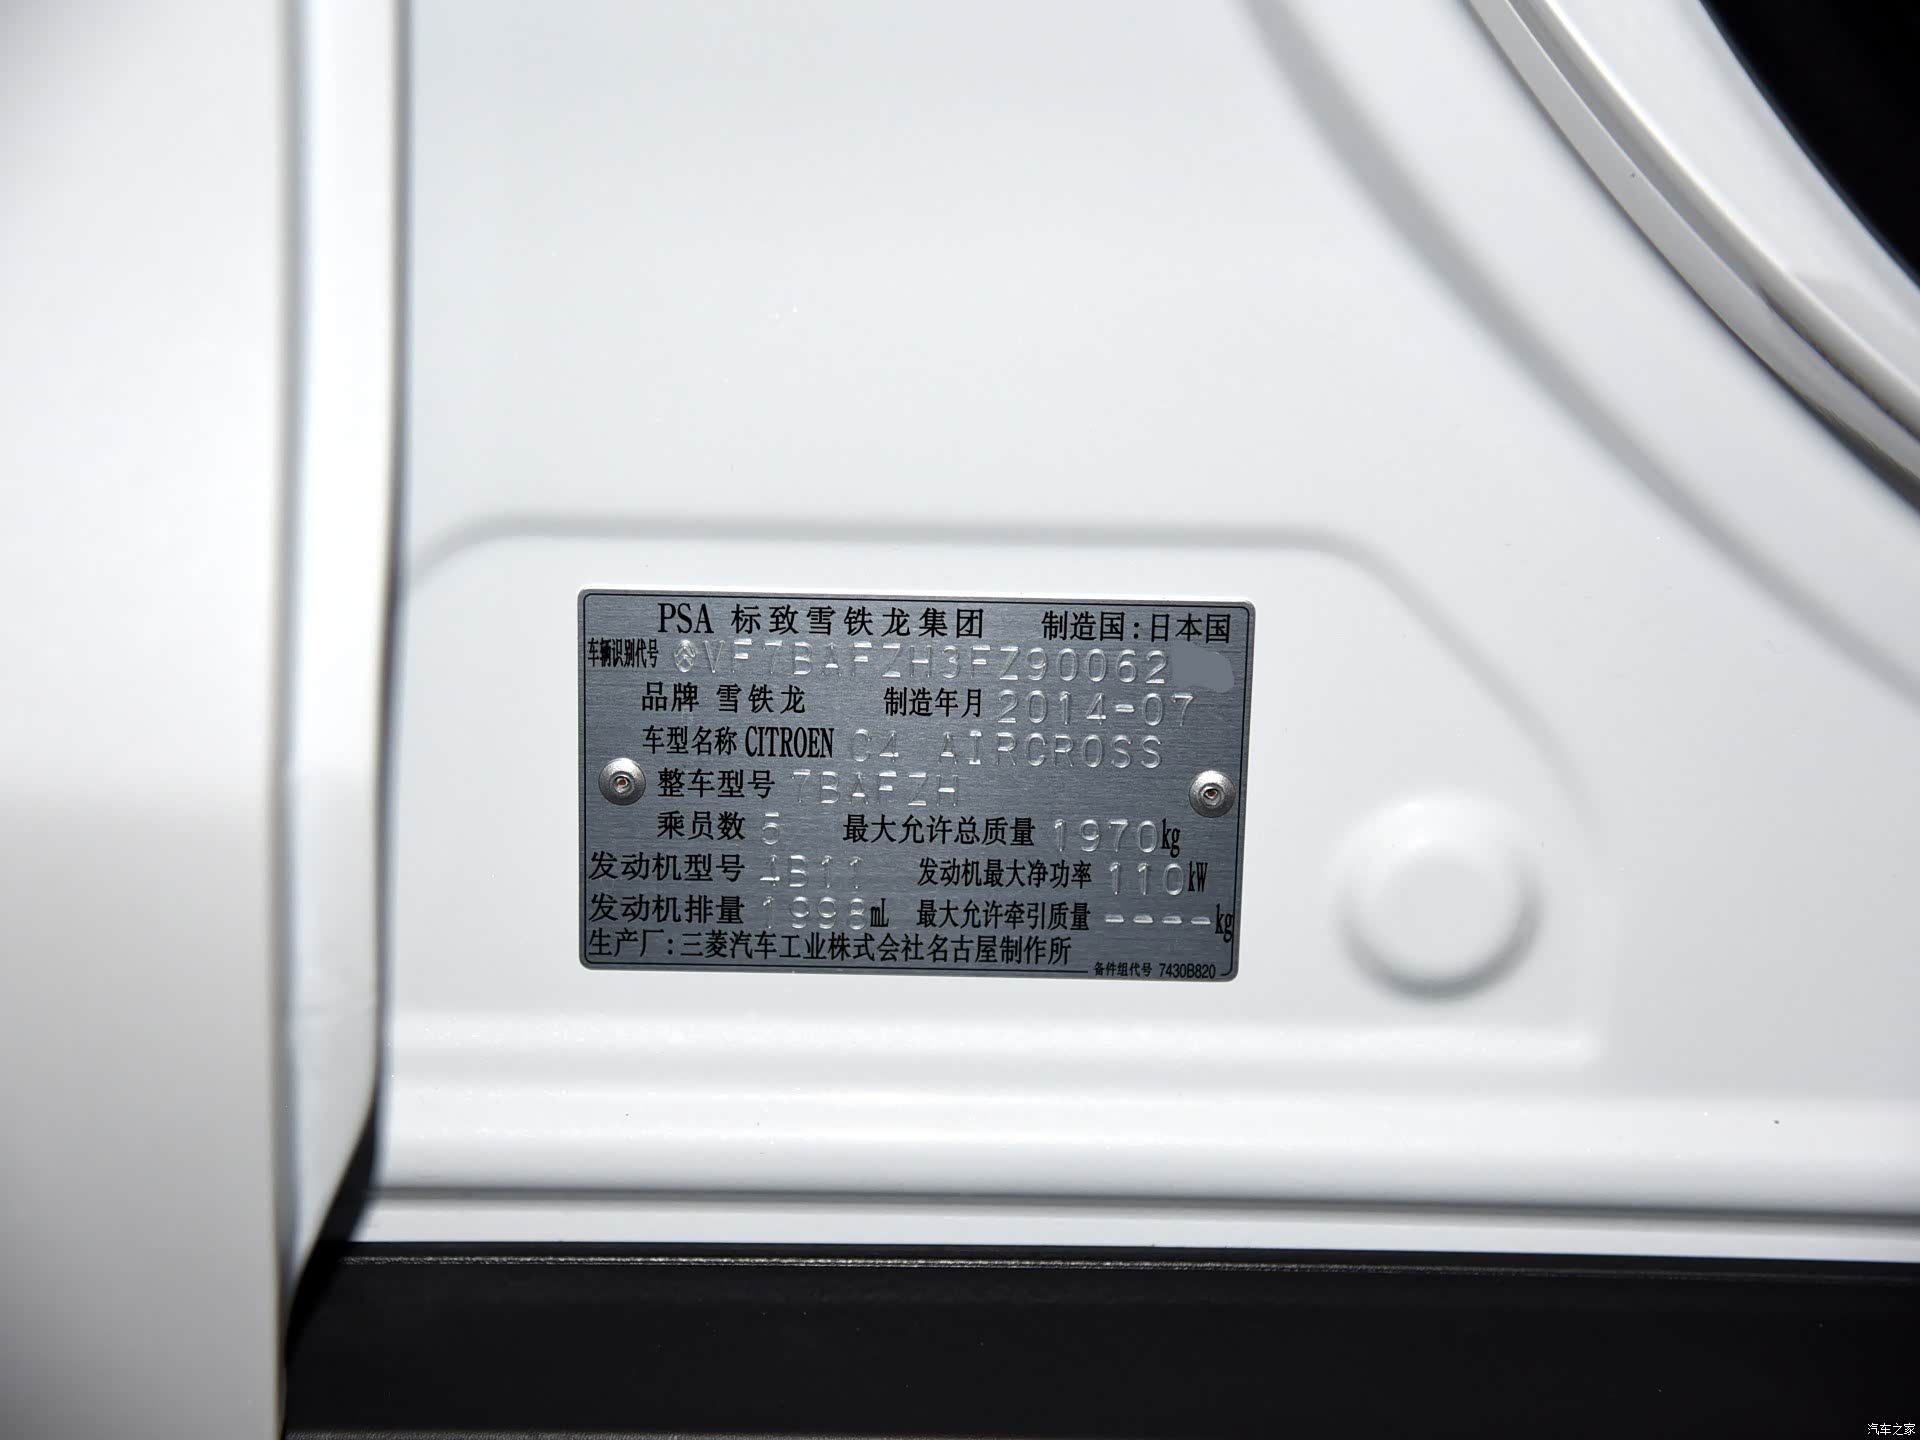 PSA 标致雪铁龙集团 制造国:日本国
车辆识别代号 VF7BAFZH3FZ90062
品牌 雪铁龙 制造年月 2014-07
车型名称 CITROEN C4 AIRCROSS
整车型号 7BAFZH
乘员数 5 最大允许总质量 1970kg
发动机型号 4B11 发动机最大净功率 110kW
发动机排量 1998mL 最大允许牵引质量 ----kg
生产厂:三菱汽车工业株式会社名古屋制作所
备件组代号 7430B820
汽车之家